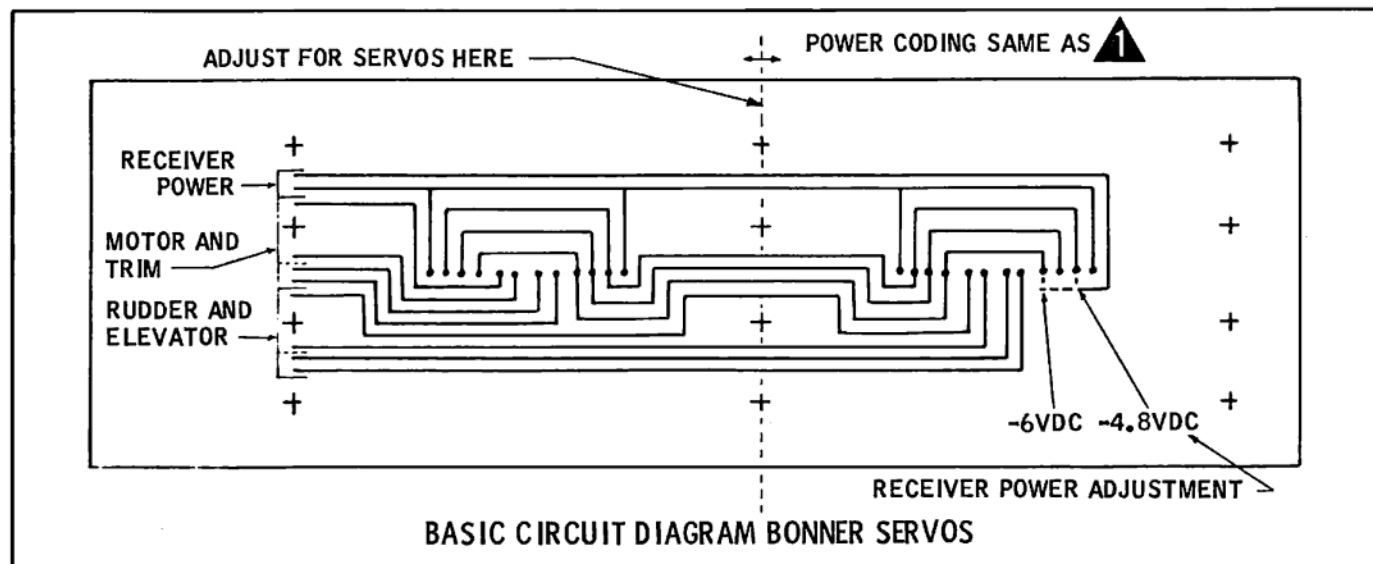 ADJUST FOR SERVOS HERE
POWER CODING SAME AS 1
RECEIVER
POWER
MOTOR AND
TRIM
RUDDER AND
ELEVATOR
-6VDC -4.8VDC
RECEIVER POWER ADJUSTMENT
BASIC CIRCUIT DIAGRAM BONNER SERVOS